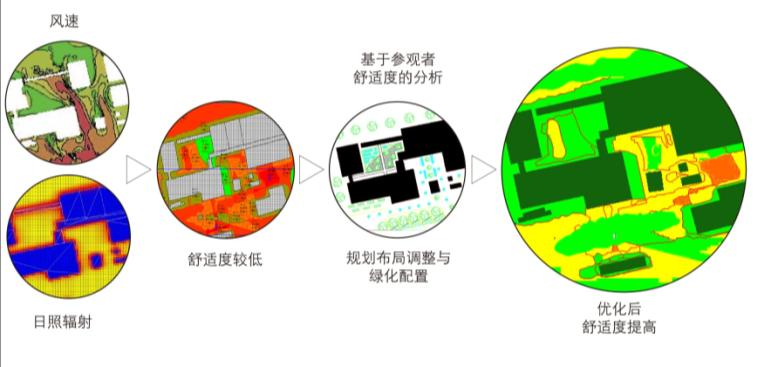 风速
日照辐射
舒适度较低
基于参观者
舒适度的分析
规划布局调整与
绿化配置
优化后
舒适度提高